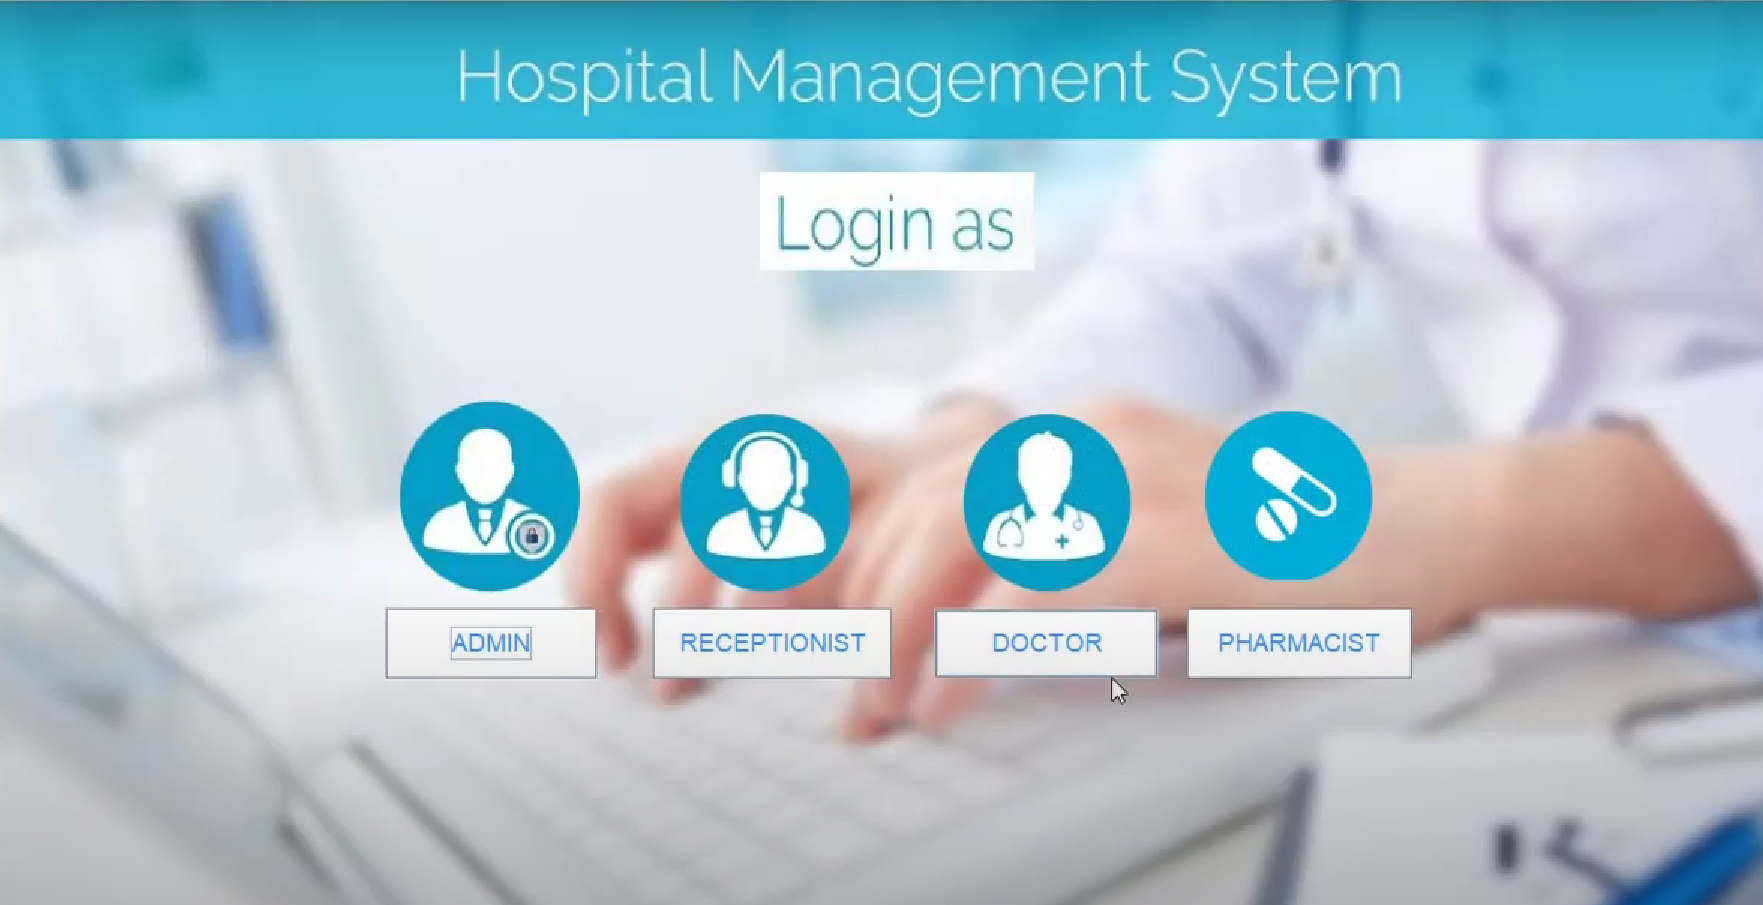 Hospital Management System
Login as
ADMIN
RECEPTIONIST
DOCTOR
PHARMACIST